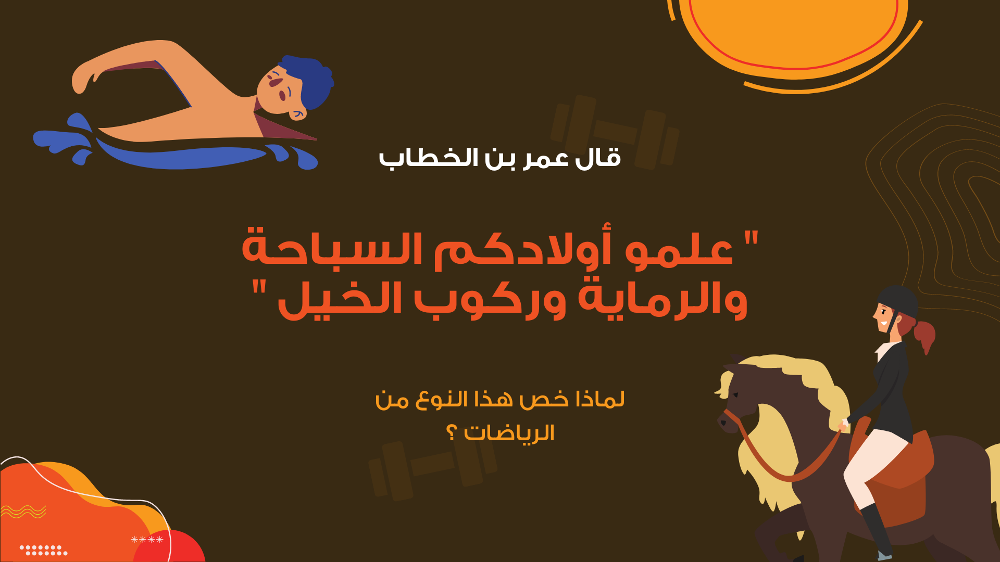 قال عمر بن الخطاب
" علمو أولادكم السباحة
والرماية وركوب الخيل "
لماذا خص هذا النوع من
الرياضات ؟